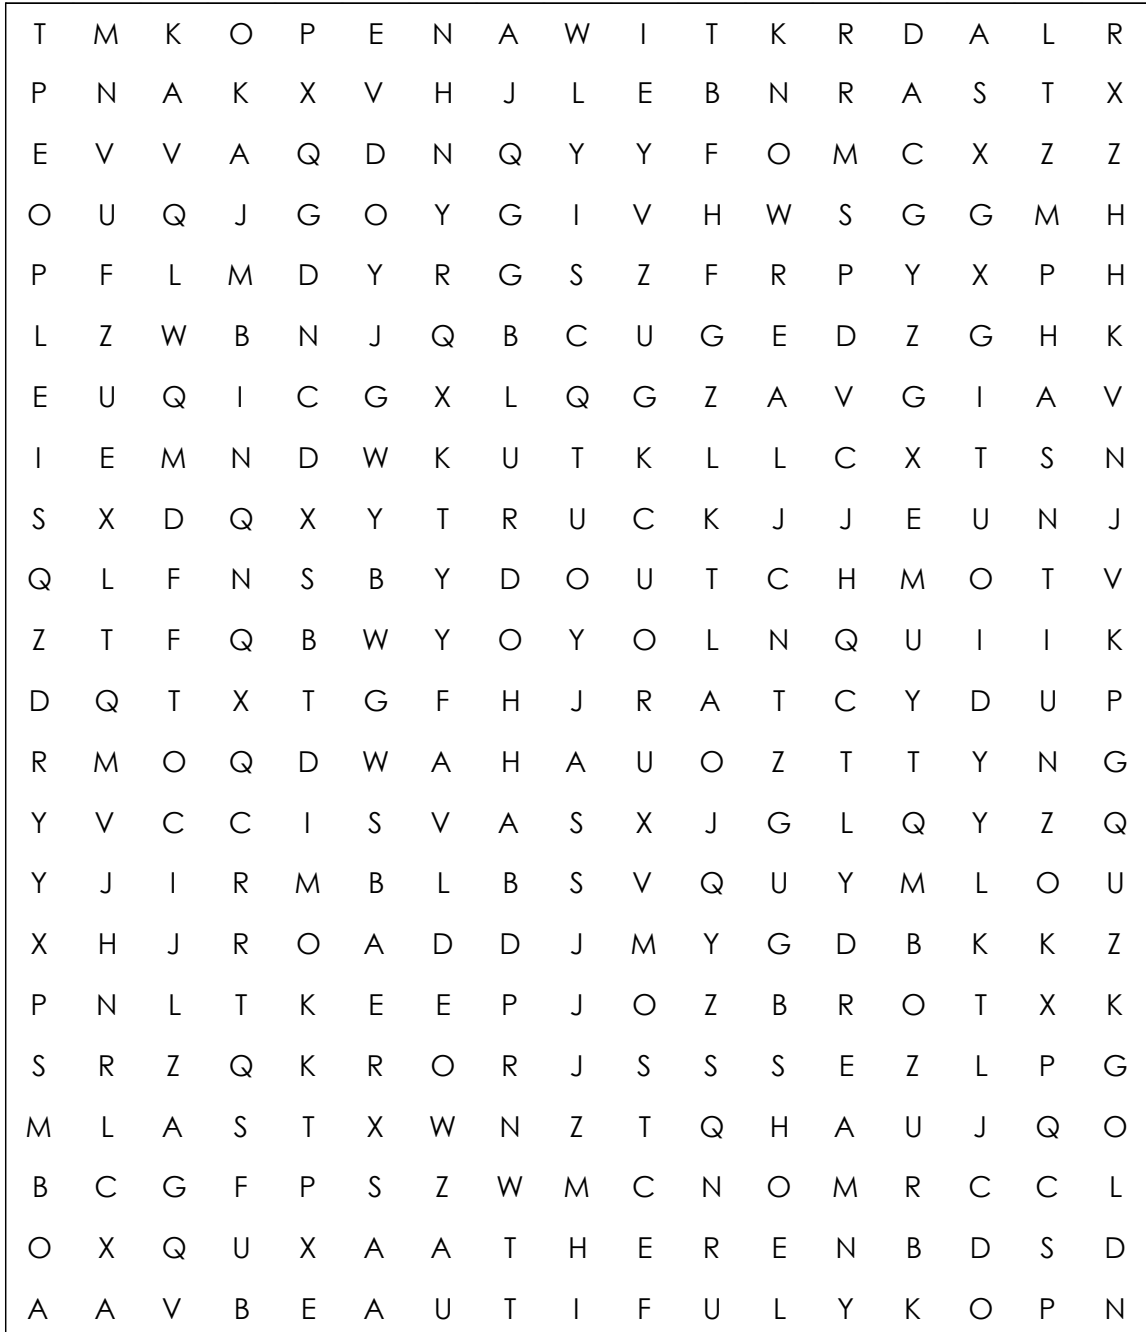 T M K O P E N A W I T K R D A L R
P N A K X V H J L E B N R A S T X
E V V A Q D N Q Y Y F O M C X Z Z
O U Q J G O Y G I V H W S G G M H
P F L M D Y R G S Z F R P Y X P H
L Z W B N J Q B C U G E D Z G H K
E U Q I C G X L Q G Z A V G I A V
I E M N D W K U T K L L C X T S N
S X D Q X Y T R U C K J J E U N J
Q L F N S B Y D O U T C H M O T V
Z T F Q B W Y O Y O L N Q U I I K
D Q T X T G F H J R A T C Y D U P
R M O Q D W A H A U O Z T T Y N G
Y V C C I S V A S X J G L Q Y Z Q
Y J I R M B L B S V Q U Y M L O U
X H J R O A D D J M Y G D B K K Z
P N L T K E E P J O Z B R O T X K
S R Z Q K R O R J S S S E Z L P G
M L A S T X W N Z T Q H A U J Q O
B C G F P S Z W M C N O M R C C L
O X Q U X A A T H E R E N B D S D
A A V B E A U T I F U L Y K O P N